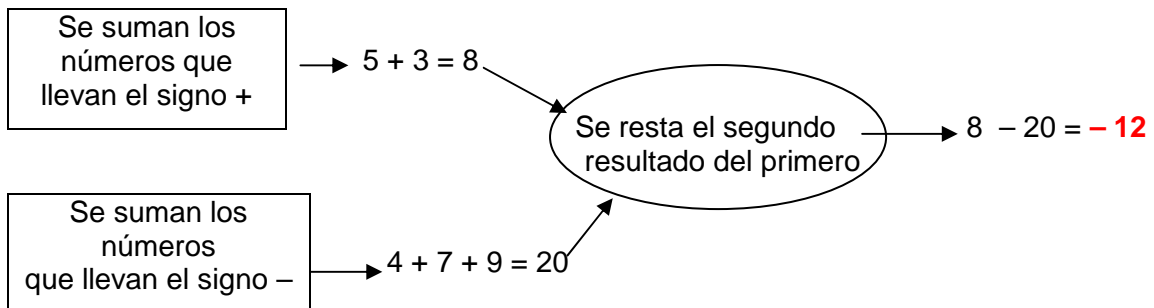 Se suman los
números que
llevan el signo +
5 + 3 = 8
Se resta el segundo
resultado del primero
8 – 20 = – 12
Se suman los
números
que llevan el signo –
4 + 7 + 9 = 20